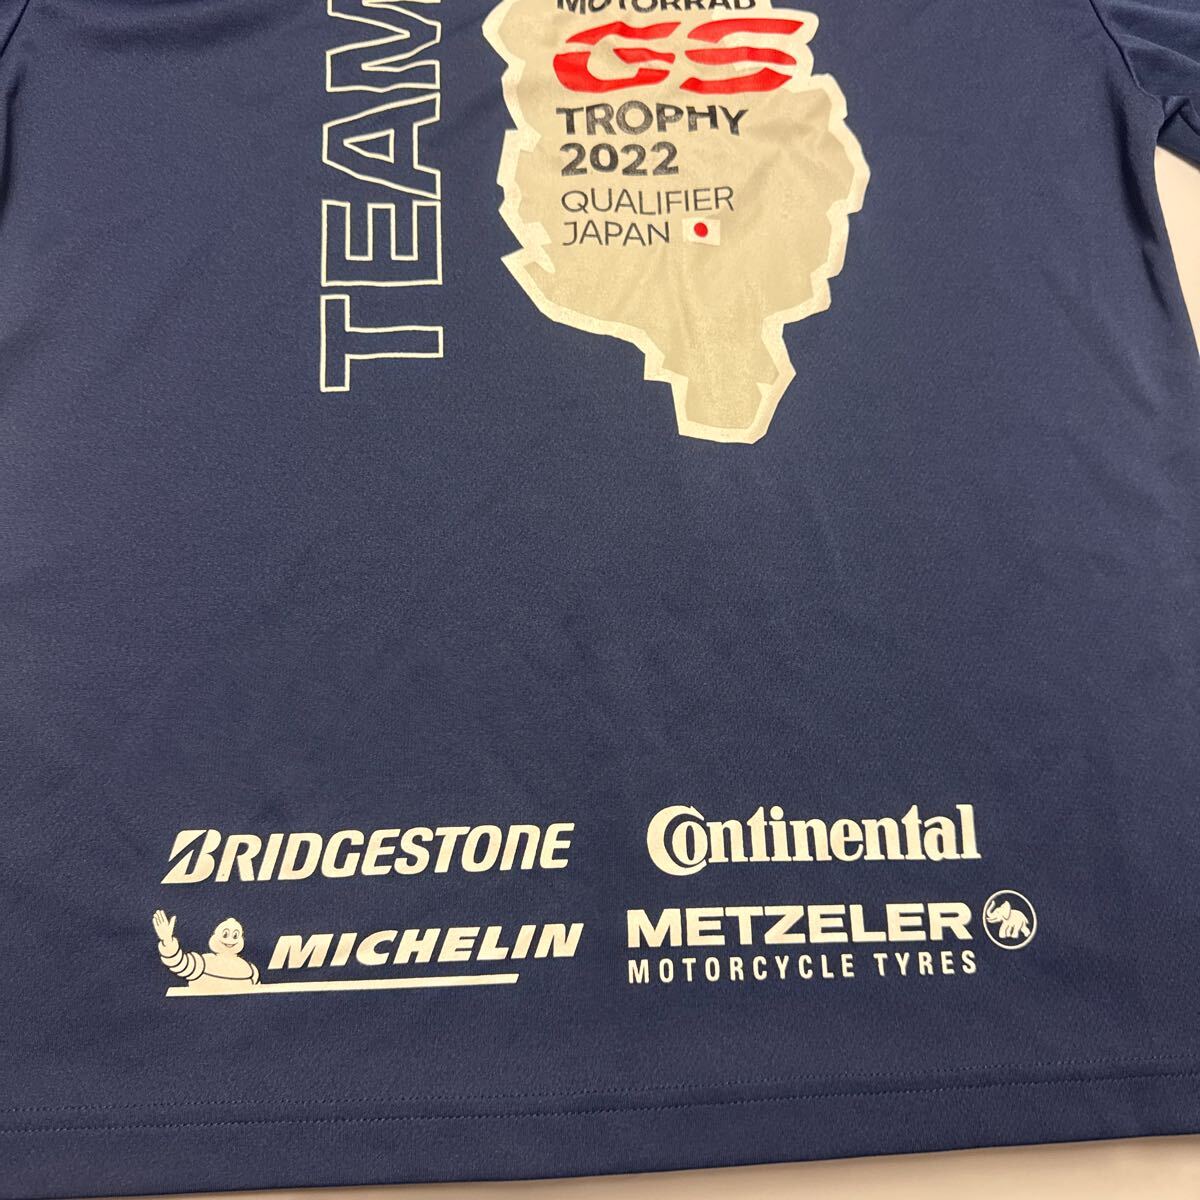 TEAM
MOTORRAD
GS
TROPHY
2022
QUALIFIER
JAPAN
BRIDGESTONE
Continental
MICHELIN
METZELER
MOTORCYCLE TYRES